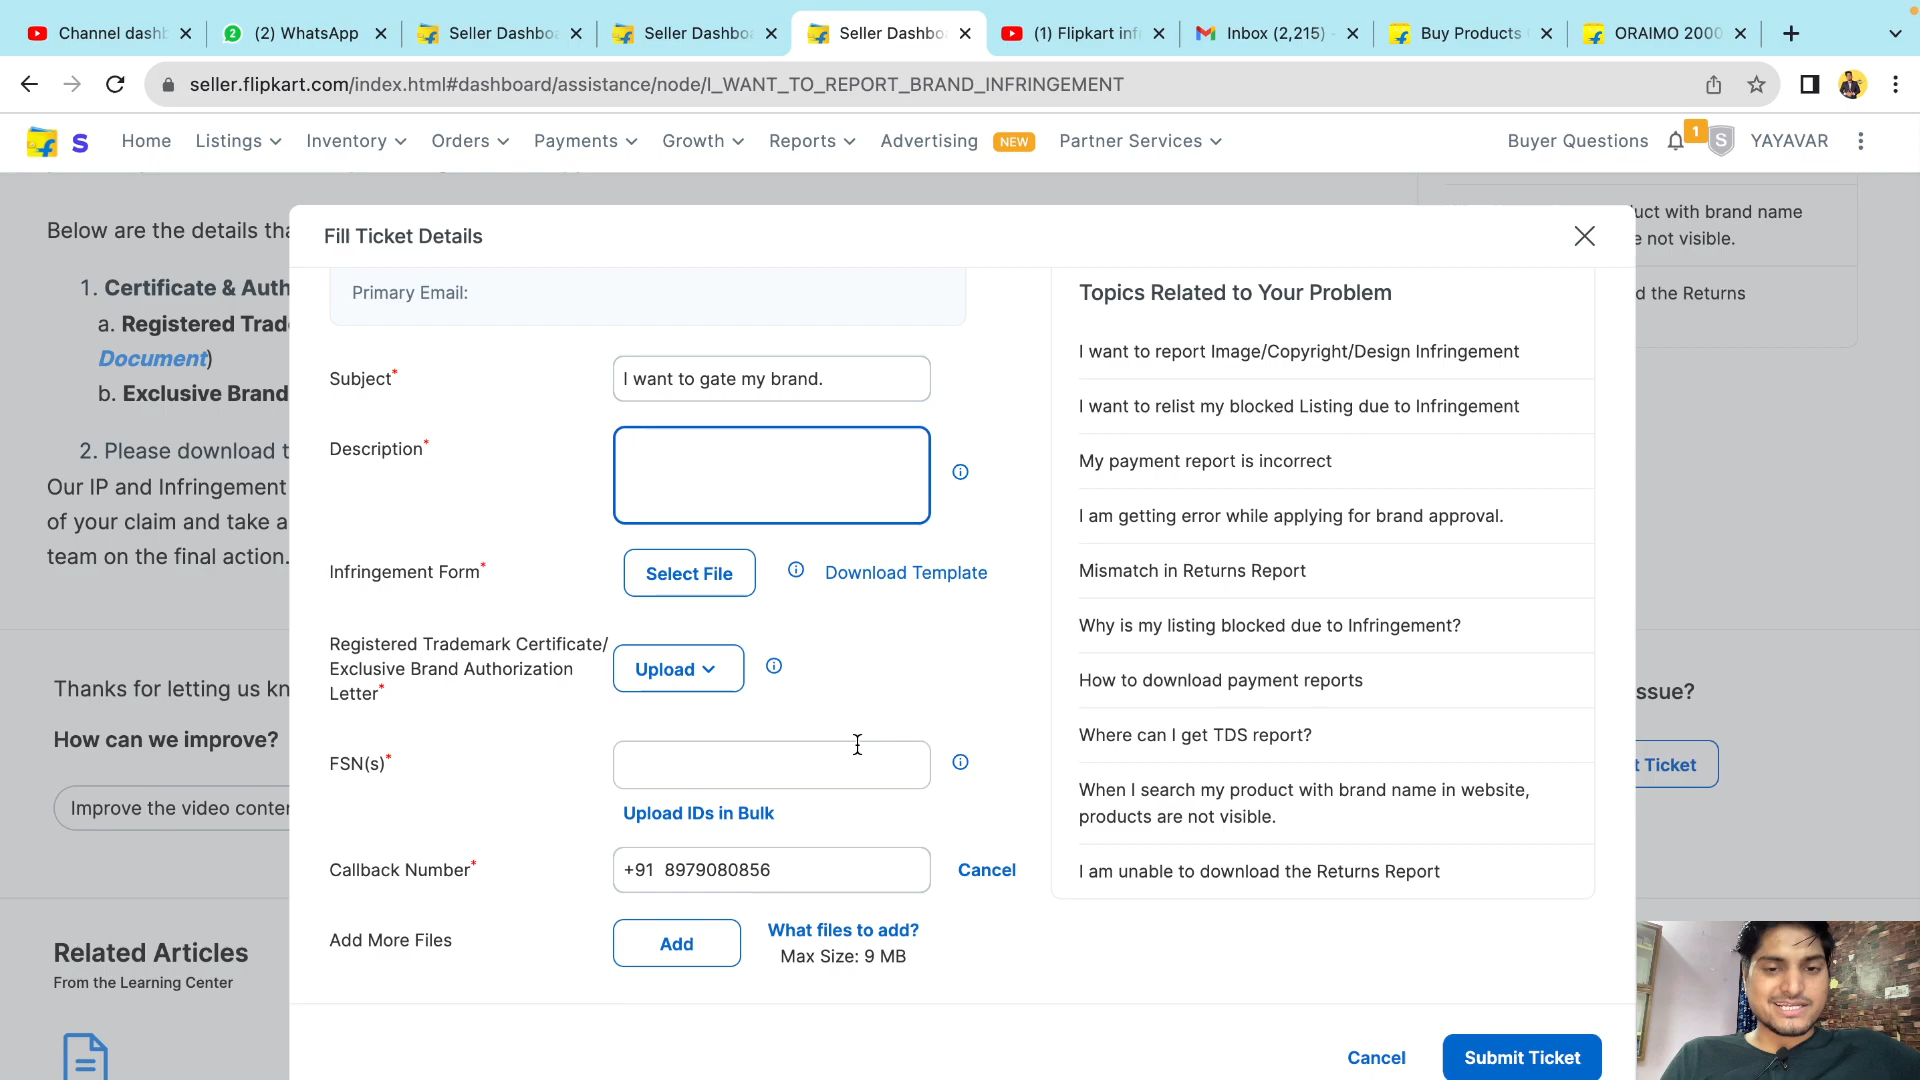 Channel dashb
(2) WhatsApp
Seller Dashbo
Seller Dashbo
Seller Dashbo
(1) Flipkart infr
Inbox (2,215)
Buy Products
ORAIMO 2000
seller.flipkart.com/index.html#dashboard/assistance/node/I_WANT_TO_REPORT_BRAND_INFRINGEMENT
S
Home
Listings
Inventory
Orders
Payments
Growth
Reports
Advertising
NEW
Partner Services
Buyer Questions
1
S
YAYAVAR
Below are the details tha
1. Certificate & Auth
a. Registered Trad
Document)
b. Exclusive Brand
2. Please download t
Our IP and Infringement
of your claim and take a
team on the final action.
Thanks for letting us kn
How can we improve?
Improve the video conter
Related Articles
From the Learning Center
Fill Ticket Details
Primary Email:
Subject*
I want to gate my brand.
Description*
Infringement Form*
Select File
Download Template
Registered Trademark Certificate/
Exclusive Brand Authorization
Letter*
Upload
FSN(s)*
Upload IDs in Bulk
Callback Number*
+91 8979080856
Cancel
Add More Files
Add
What files to add?
Max Size: 9 MB
Topics Related to Your Problem
I want to report Image/Copyright/Design Infringement
I want to relist my blocked Listing due to Infringement
My payment report is incorrect
I am getting error while applying for brand approval.
Mismatch in Returns Report
Why is my listing blocked due to Infringement?
How to download payment reports
Where can I get TDS report?
When I search my product with brand name in website,
products are not visible.
I am unable to download the Returns Report
Cancel
Submit Ticket
uct with brand name
e not visible.
d the Returns
ssue?
t Ticket